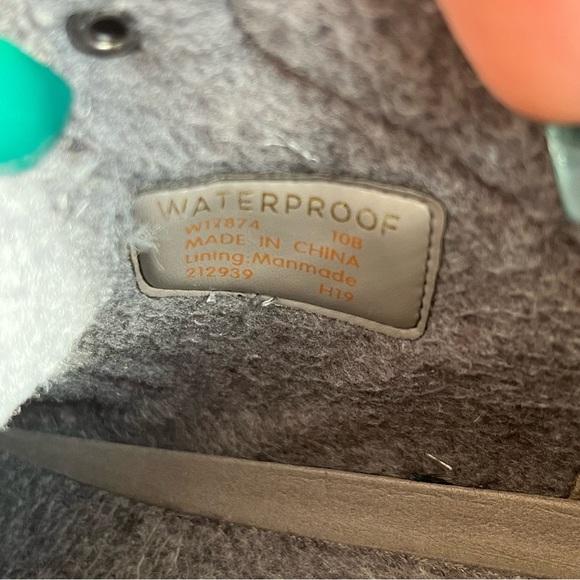 WATERPROOF
W17874 10B
MADE IN CHINA
Lining:Manmade
212939 H19